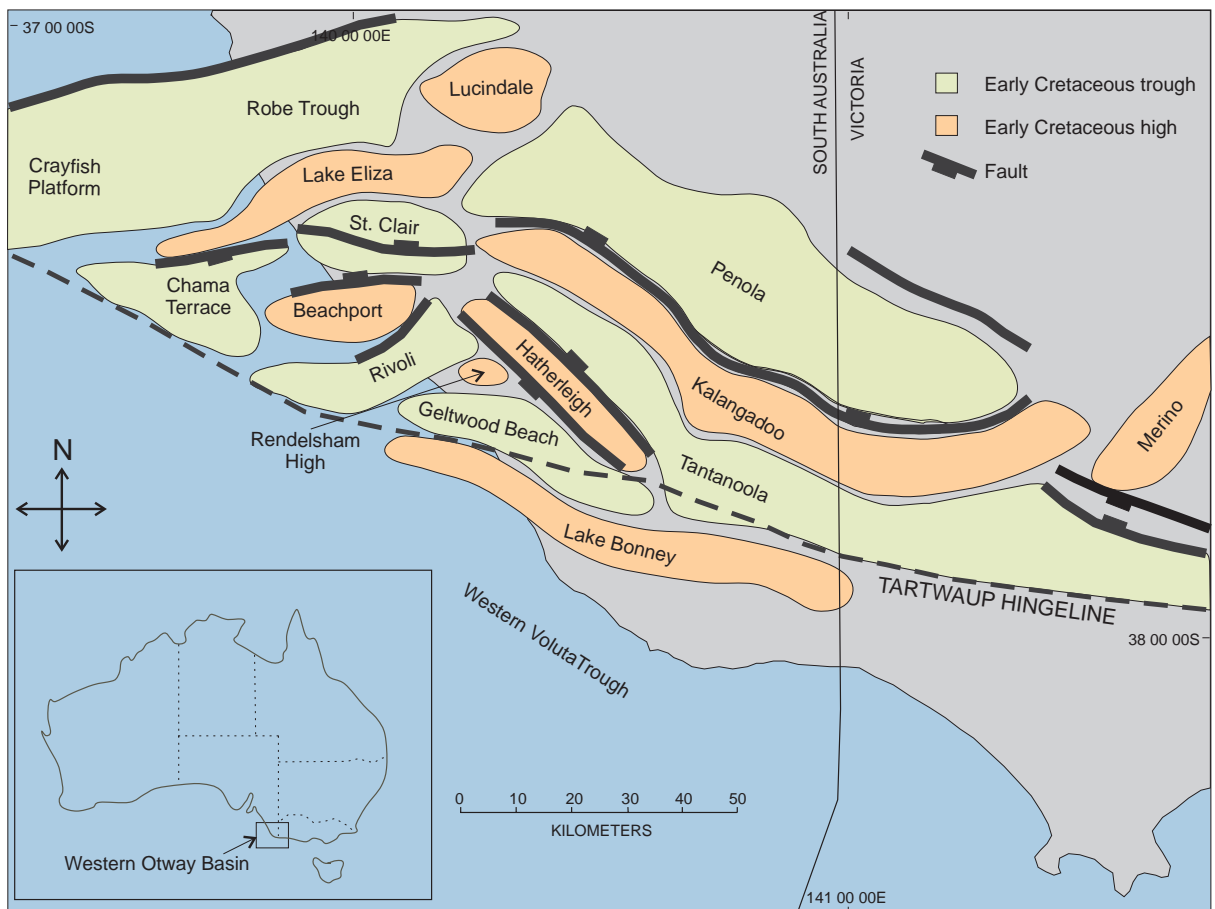 37 00 00S
140 00 00E
SOUTH AUSTRALIA
VICTORIA
Early Cretaceous trough
Early Cretaceous high
Fault
Lucindale
Robe Trough
Crayfish
Platform
Lake Eliza
St. Clair
Chama
Terrace
Beachport
Penola
Rivoli
Hatherleigh
Kalangadoo
Merino
Geltwood Beach
Rendelsham
High
Tantanoola
N
Lake Bonney
TARTWAUP HINGELINE
38 00 00S
Western VolutaTrough
0 10 20 30 40 50
KILOMETERS
Western Otway Basin
141 00 00E